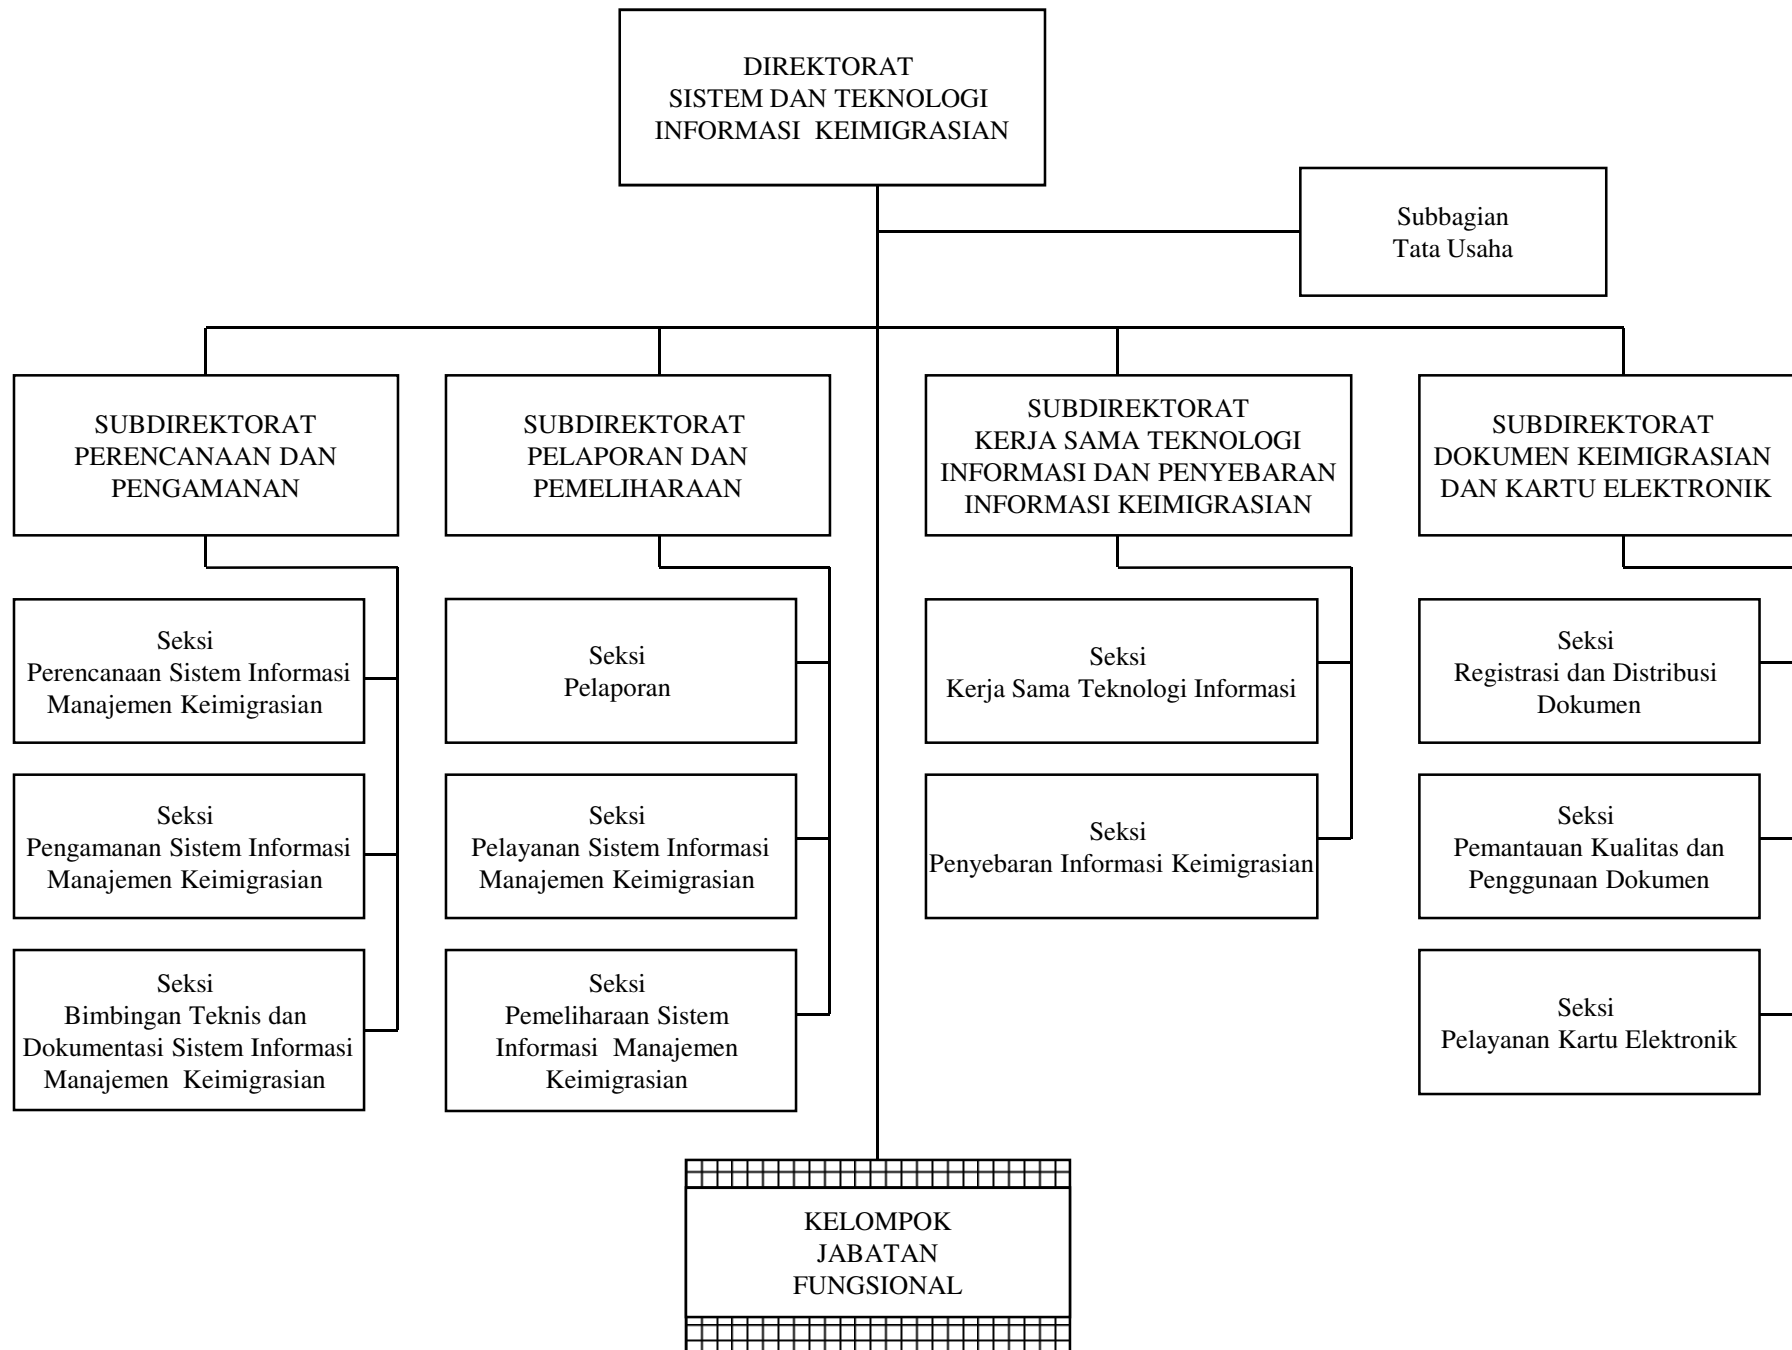 DIREKTORAT
SISTEM DAN TEKNOLOGI
INFORMASI KEIMIGRASIAN
Subbagian
Tata Usaha
SUBDIREKTORAT
PERENCANAAN DAN
PENGAMANAN
SUBDIREKTORAT
PELAPORAN DAN
PEMELIHARAAN
SUBDIREKTORAT
KERJA SAMA TEKNOLOGI
INFORMASI DAN PENYEBARAN
INFORMASI KEIMIGRASIAN
SUBDIREKTORAT
DOKUMEN KEIMIGRASIAN
DAN KARTU ELEKTRONIK
Seksi
Perencanaan Sistem Informasi
Manajemen Keimigrasian
Seksi
Pelaporan
Seksi
Kerja Sama Teknologi Informasi
Seksi
Registrasi dan Distribusi
Dokumen
Seksi
Pengamanan Sistem Informasi
Manajemen Keimigrasian
Seksi
Pelayanan Sistem Informasi
Manajemen Keimigrasian
Seksi
Penyebaran Informasi Keimigrasian
Seksi
Pemantauan Kualitas dan
Penggunaan Dokumen
Seksi
Bimbingan Teknis dan
Dokumentasi Sistem Informasi
Manajemen Keimigrasian
Seksi
Pemeliharaan Sistem
Informasi Manajemen
Keimigrasian
Seksi
Pelayanan Kartu Elektronik
KELOMPOK
JABATAN
FUNGSIONAL